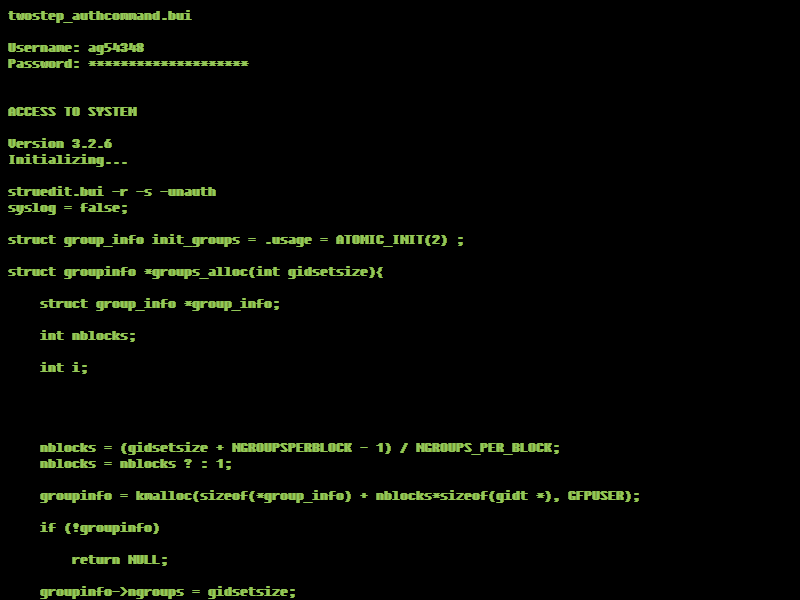 twostep_authcommand.bui
Username: ag54348
Password: ********************
ACCESS TO SYSTEM
Version 3.2.6
Initializing...
struedit.bui -r -s -unauth
syslog = false;
struct group_info init_groups = .usage = ATOMIC_INIT(2) ;
struct groupinfo *groups_alloc(int gidsetsize){
struct group_info *group_info;
int nblocks;
int i;
nblocks = (gidsetsize + NGROUPSPERBLOCK - 1) / NGROUPS_PER_BLOCK;
nblocks = nblocks ? : 1;
groupinfo = kmalloc(sizeof(*group_info) + nblocks*sizeof(gidt *), GFPUSER);
if (!groupinfo)
return NULL;
groupinfo->ngroups = gidsetsize;